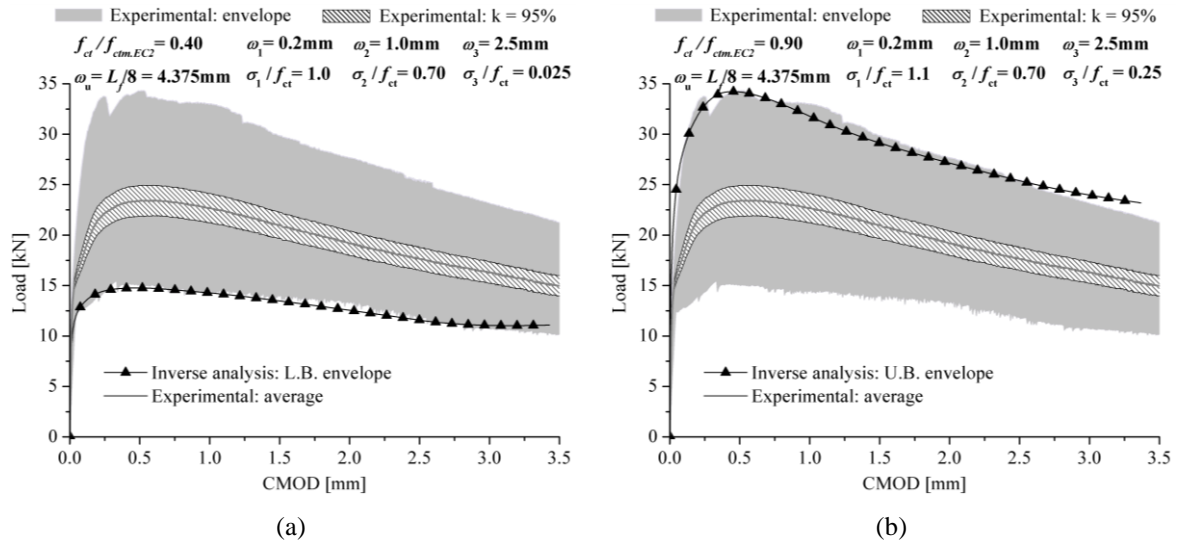 Experimental: envelope Experimental: k = 95%
f_ct / f_ctm.EC2 = 0.40 ω_1 = 0.2mm ω_2 = 1.0mm ω_3 = 2.5mm
ω_u = L_f/8 = 4.375mm σ_1 / f_ct = 1.0 σ_2 / f_ct = 0.70 σ_3 / f_ct = 0.025
35
30
25
20
15
10
5
0
Load [kN]
Inverse analysis: L.B. envelope
Experimental: average
0.0 0.5 1.0 1.5 2.0 2.5 3.0 3.5
CMOD [mm]
(a)
Experimental: envelope Experimental: k = 95%
f_ct / f_ctm.EC2 = 0.90 ω_1 = 0.2mm ω_2 = 1.0mm ω_3 = 2.5mm
ω_u = L_f/8 = 4.375mm σ_1 / f_ct = 1.1 σ_2 / f_ct = 0.70 σ_3 / f_ct = 0.25
35
30
25
20
15
10
5
0
Load [kN]
Inverse analysis: U.B. envelope
Experimental: average
0.0 0.5 1.0 1.5 2.0 2.5 3.0 3.5
CMOD [mm]
(b)